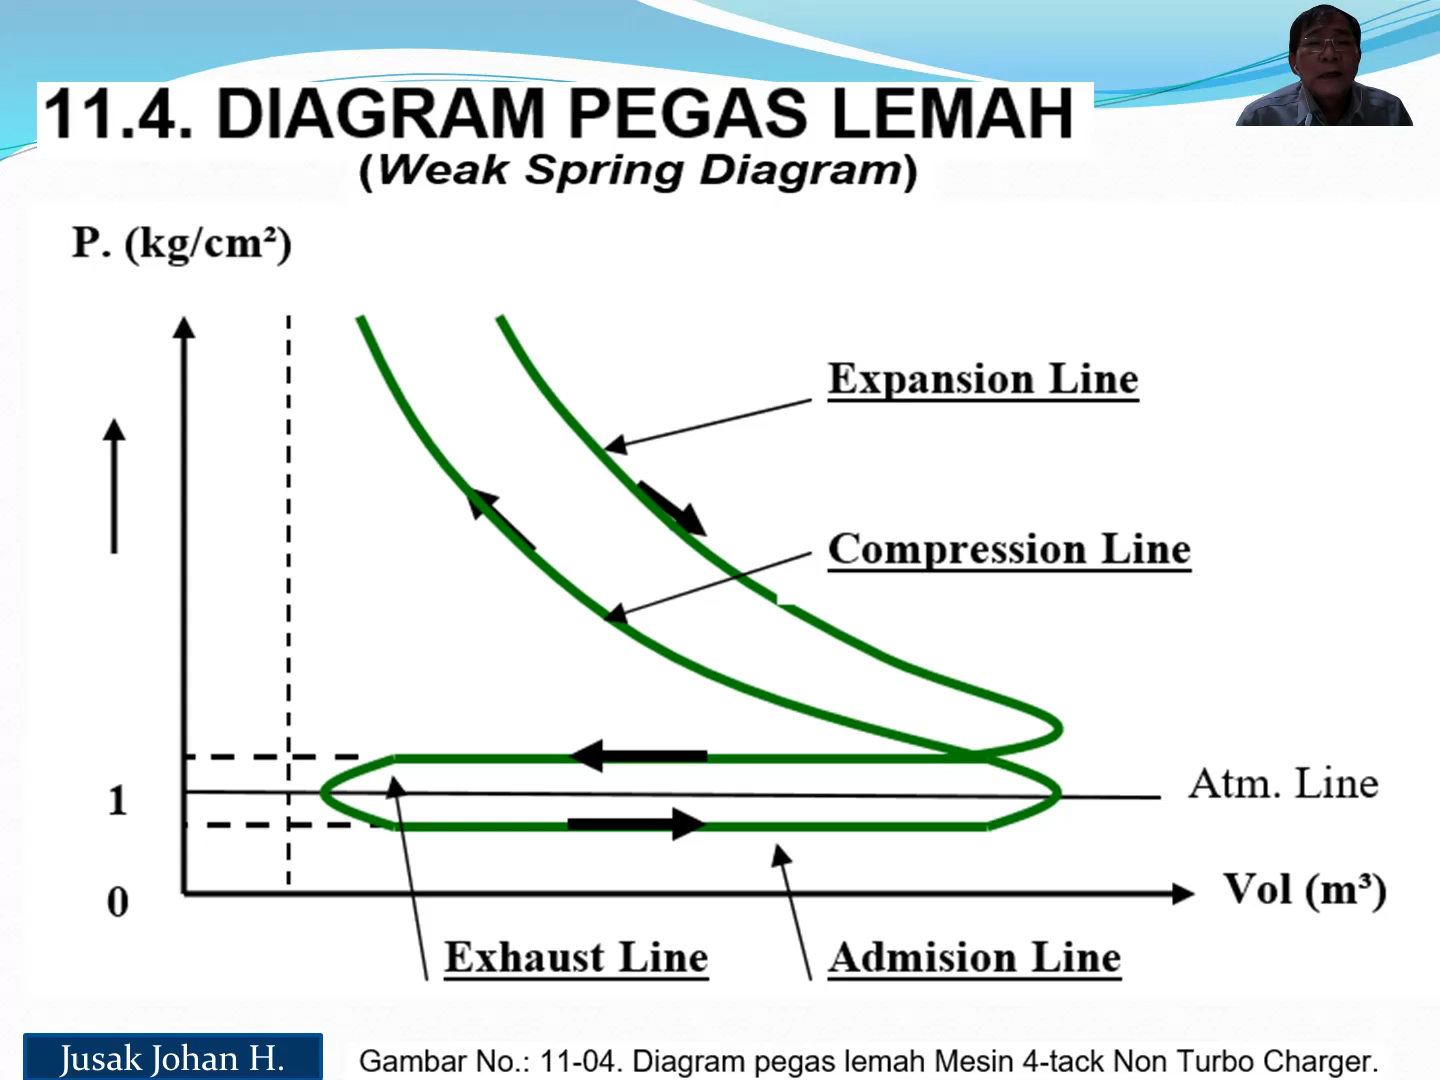 11.4. DIAGRAM PEGAS LEMAH
(Weak Spring Diagram)
P. (kg/cm²)
Expansion Line
Compression Line
1
Atm. Line
0
Vol (m³)
Exhaust Line
Admision Line
Jusak Johan H.
Gambar No.: 11-04. Diagram pegas lemah Mesin 4-tack Non Turbo Charger.